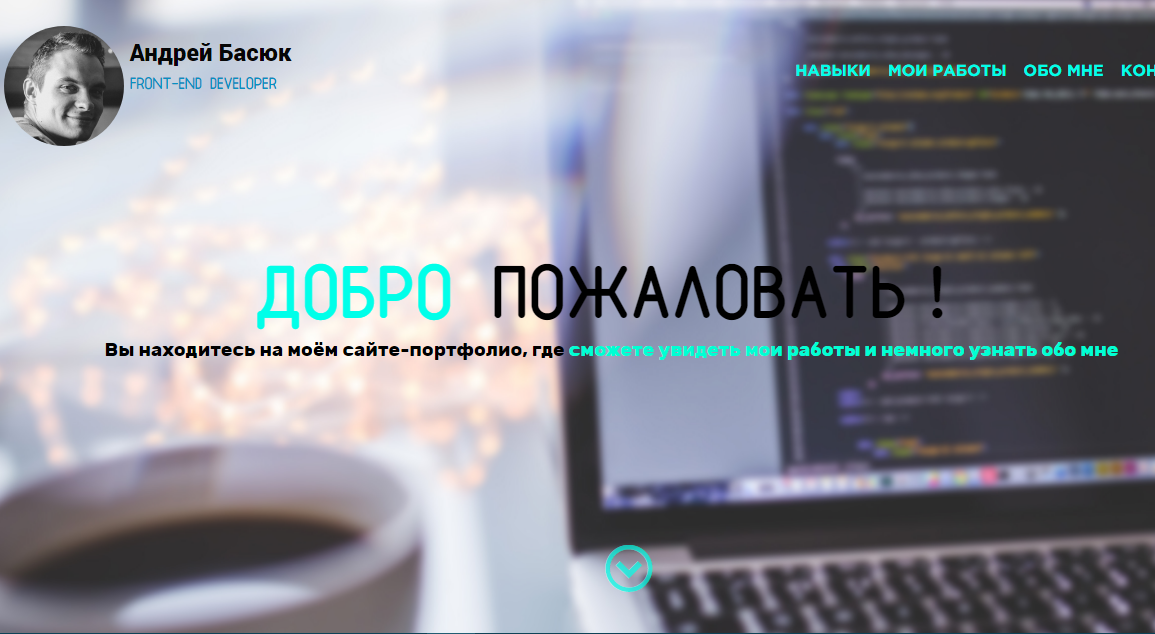 Андрей Басюк
FRONT-END DEVELOPER
НАВЫКИ МОИ РАБОТЫ ОБО МНЕ КОН
ДОБРО ПОЖАЛОВАТЬ !
Вы находитесь на моём сайте-портфолио, где сможете увидеть мои работы и немного узнать обо мне